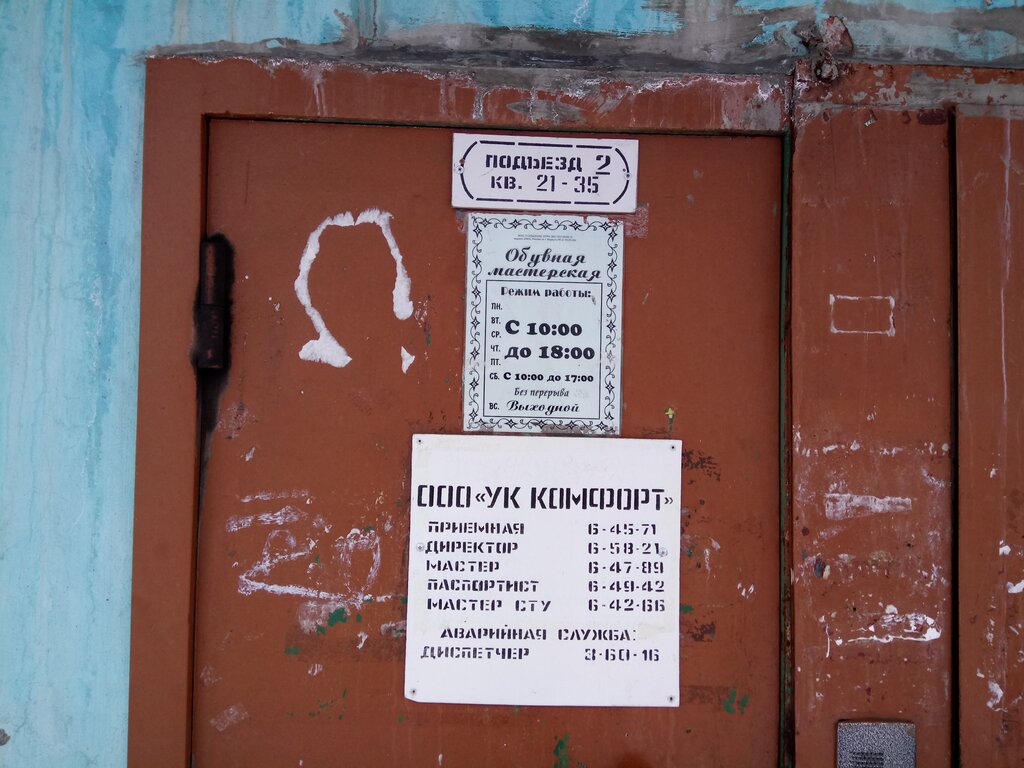 ПОДЪЕЗД 2
КВ. 21-35
Обувная
мастерская
Режим работы:
ПН.
ВТ.
СР.
ЧТ.
ПТ.
С 10:00
до 18:00
СБ. С 10:00 до 17:00
Без перерыва
ВС. Выходной
ООО «УК КОМФОРТ»
ПРИЕМНАЯ 6-45-71
ДИРЕКТОР 6-58-21
МАСТЕР 6-47-89
ПАСПОРТИСТ 6-49-42
МАСТЕР СТУ 6-42-66
АВАРИЙНАЯ СЛУЖБА:
ДИСПЕТЧЕР 3-60-16